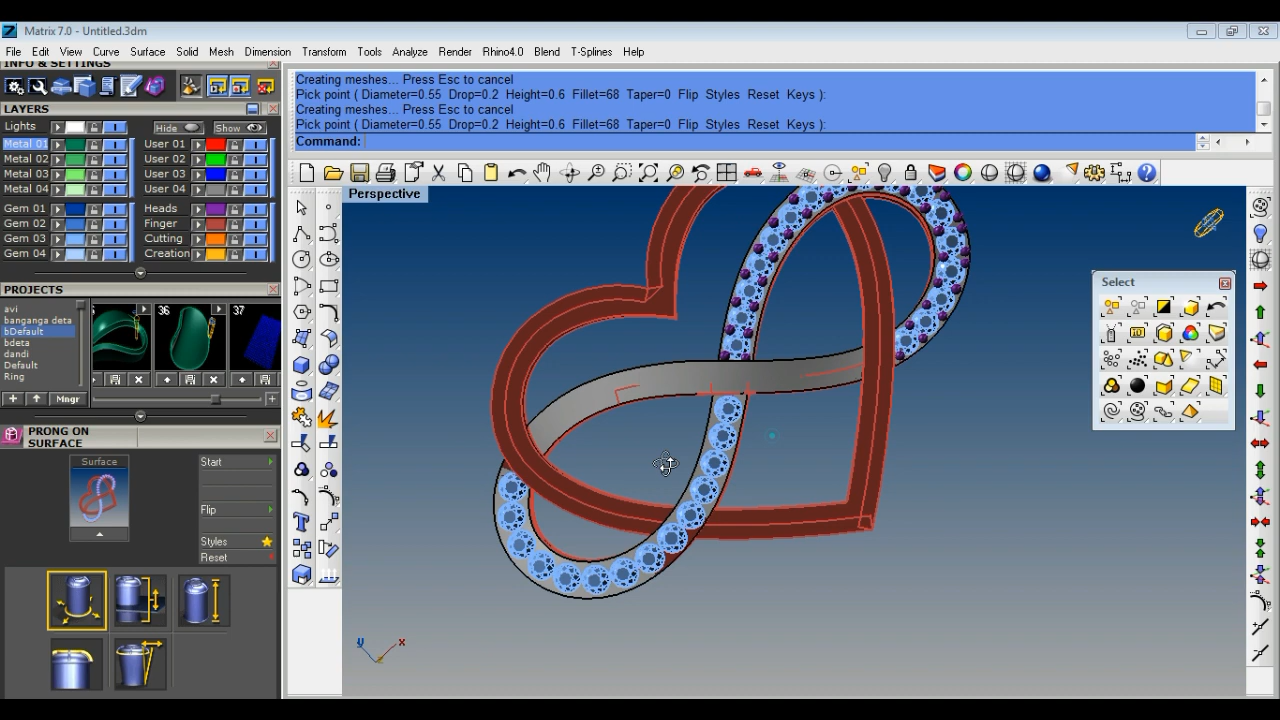 Matrix 7.0 - Untitled.3dm
File Edit View Curve Surface Solid Mesh Dimension Transform Tools Analyze Render Rhino4.0 Blend T-Splines Help
INFO & SETTINGS
LAYERS
Lights Hide Show
Metal 01 User 01
Metal 02 User 02
Metal 03 User 03
Metal 04 User 04
Gem 01 Heads
Gem 02 Finger
Gem 03 Cutting
Gem 04 Creation
PROJECTS
avi
banganga deta
bDefault
bdeta
dandi
Default
Ring
36
37
Mngr
PRONG ON
SURFACE
Surface
Start
Flip
Styles
Reset
Creating meshes... Press Esc to cancel
Pick point ( Diameter=0.55 Drop=0.2 Height=0.6 Fillet=68 Taper=0 Flip Styles Reset Keys ):
Creating meshes... Press Esc to cancel
Pick point ( Diameter=0.55 Drop=0.2 Height=0.6 Fillet=68 Taper=0 Flip Styles Reset Keys ):
Command:
Perspective
Select
y x